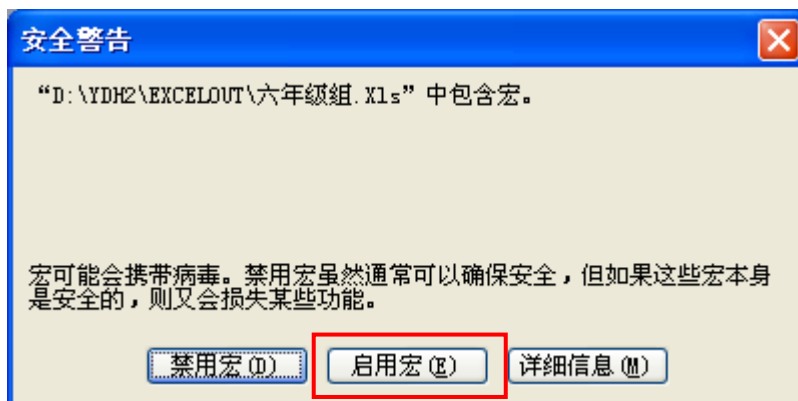 安全警告
“D:\YDH2\EXCELOUT\六年级组.Xls”中包含宏。
宏可能会携带病毒。禁用宏虽然通常可以确保安全，但如果这些宏本身
是安全的，则又会损失某些功能。
禁用宏(D) 启用宏(E) 详细信息(M)